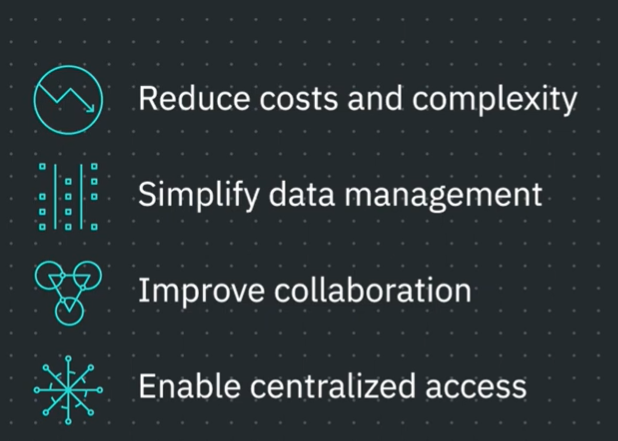 Reduce costs and complexity
Simplify data management
Improve collaboration
Enable centralized access